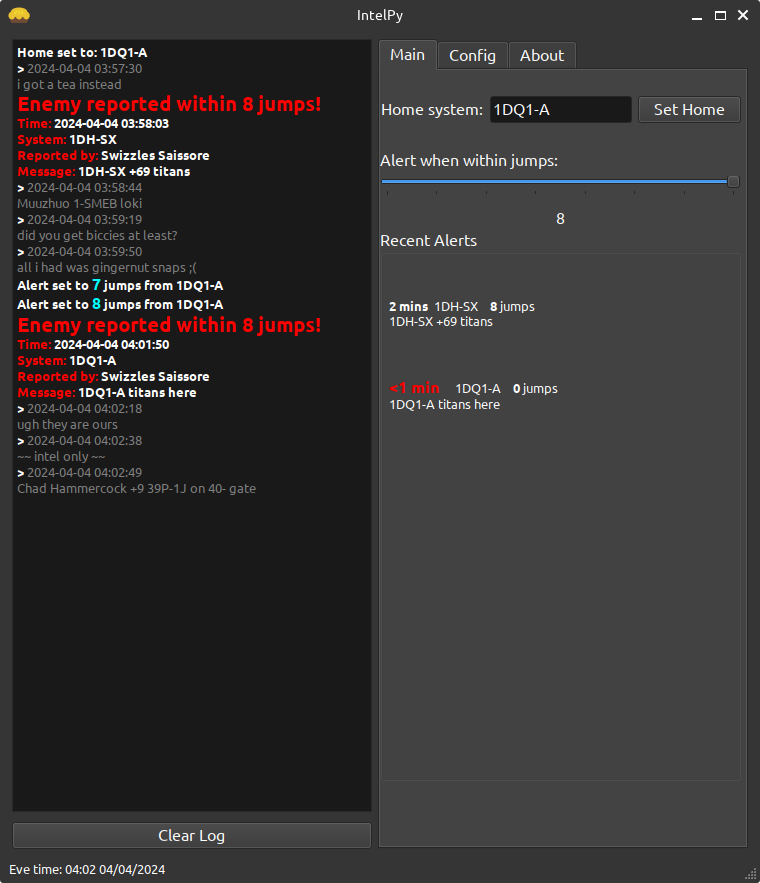 IntelPy
Home set to: 1DQ1-A
> 2024-04-04 03:57:30
i got a tea instead
Enemy reported within 8 jumps!
Time: 2024-04-04 03:58:03
System: 1DH-SX
Reported by: Swizzles Saissore
Message: 1DH-SX +69 titans
> 2024-04-04 03:58:44
Muuzhuo 1-SMEB loki
> 2024-04-04 03:59:19
did you get biccies at least?
> 2024-04-04 03:59:50
all i had was gingernut snaps ;(
Alert set to 7 jumps from 1DQ1-A
Alert set to 8 jumps from 1DQ1-A
Enemy reported within 8 jumps!
Time: 2024-04-04 04:01:50
System: 1DQ1-A
Reported by: Swizzles Saissore
Message: 1DQ1-A titans here
> 2024-04-04 04:02:18
ugh they are ours
> 2024-04-04 04:02:38
~~ intel only ~~
> 2024-04-04 04:02:49
Chad Hammercock +9 39P-1J on 40- gate
Clear Log
Main Config About
Home system: 1DQ1-A Set Home
Alert when within jumps:
8
Recent Alerts
2 mins 1DH-SX 8 jumps
1DH-SX +69 titans
<1 min 1DQ1-A 0 jumps
1DQ1-A titans here
Eve time: 04:02 04/04/2024